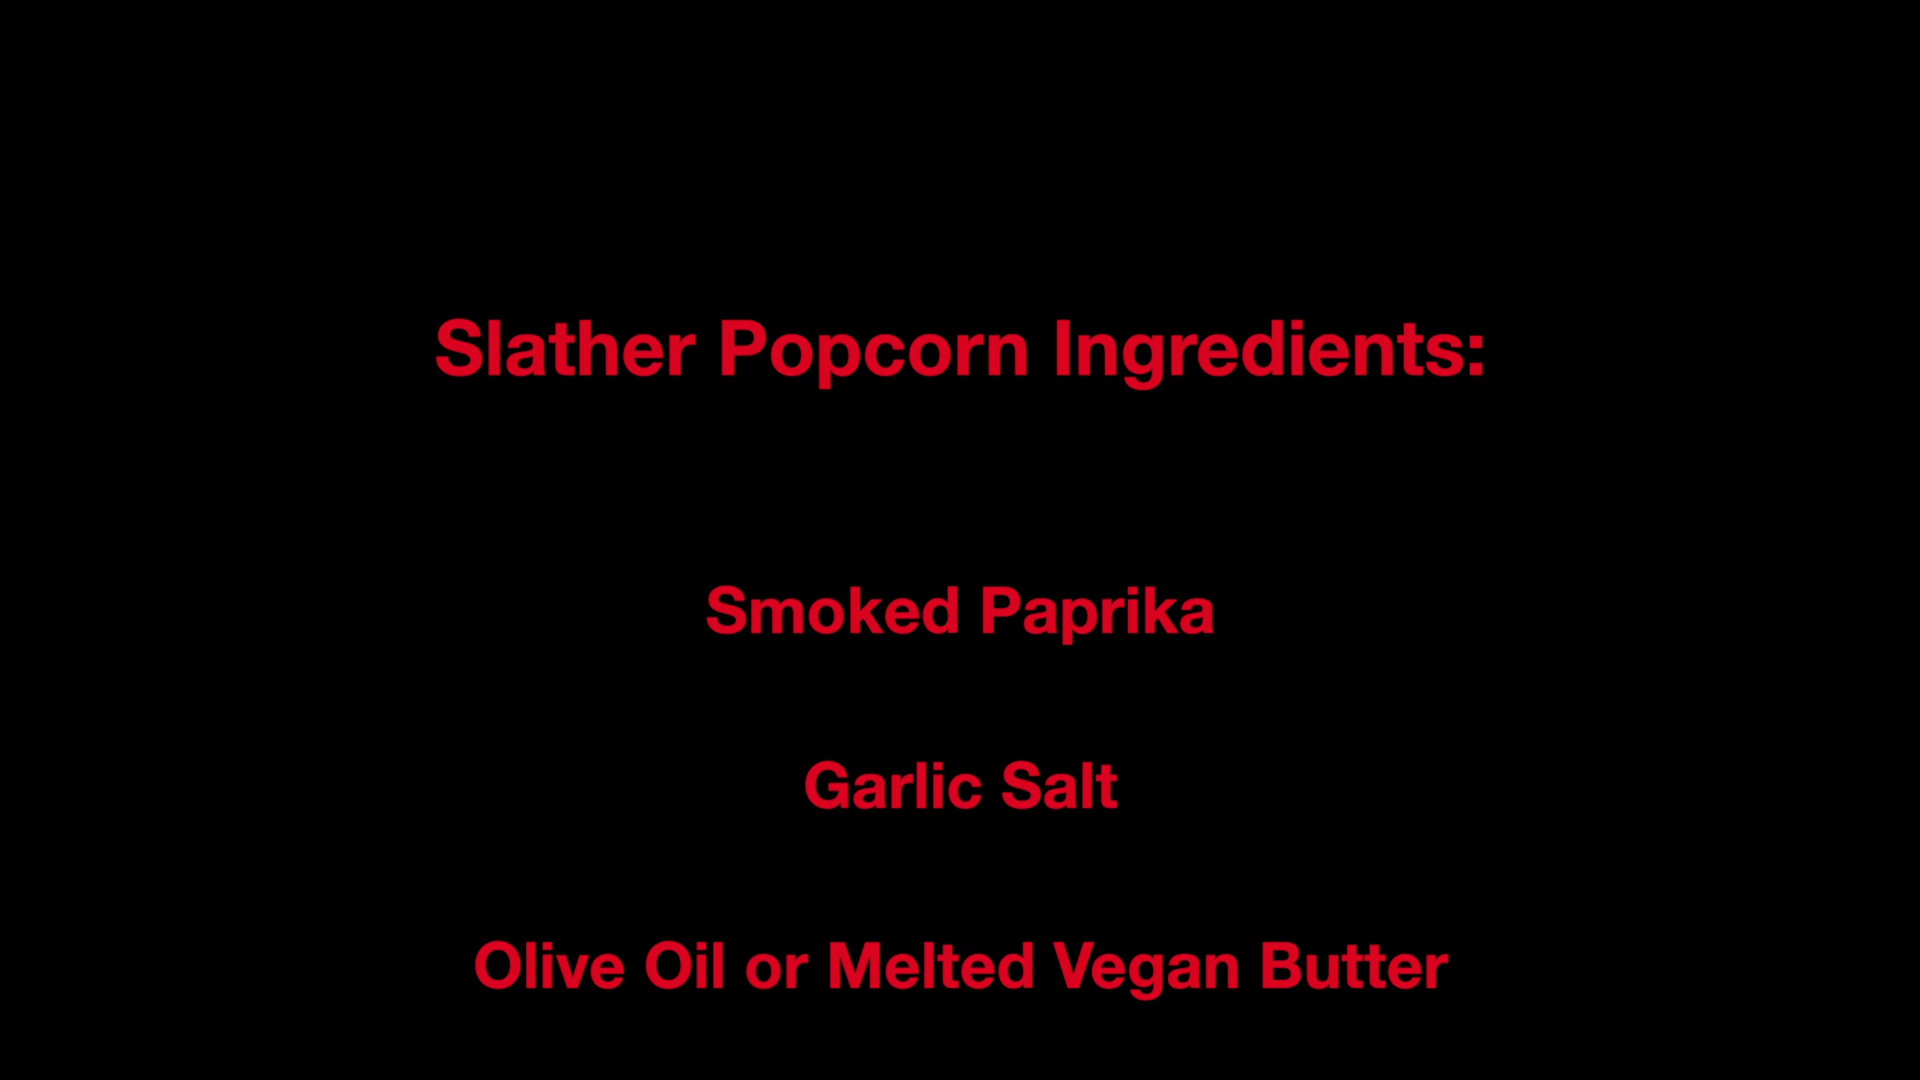 Slather Popcorn Ingredients:
Smoked Paprika
Garlic Salt
Olive Oil or Melted Vegan Butter